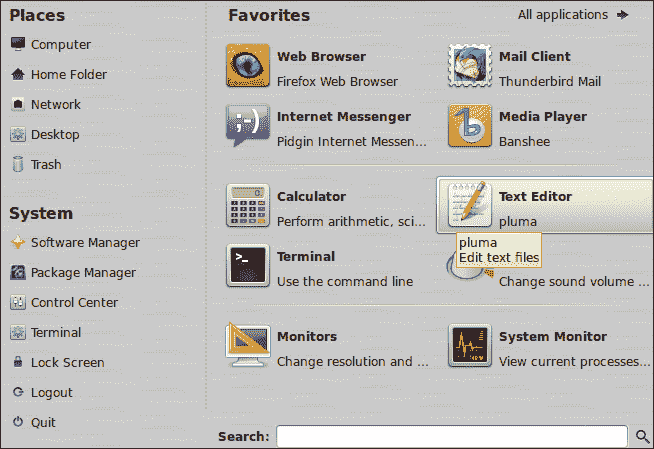 Places
Computer
Home Folder
Network
Desktop
Trash
System
Software Manager
Package Manager
Control Center
Terminal
Lock Screen
Logout
Quit
Favorites
All applications
Web Browser
Firefox Web Browser
Mail Client
Thunderbird Mail
Internet Messenger
Pidgin Internet Messen...
Media Player
Banshee
Calculator
Perform arithmetic, sci...
Text Editor
pluma
pluma
Edit text files
Terminal
Use the command line
Change sound volume ...
Monitors
Change resolution and ...
System Monitor
View current processes...
Search: